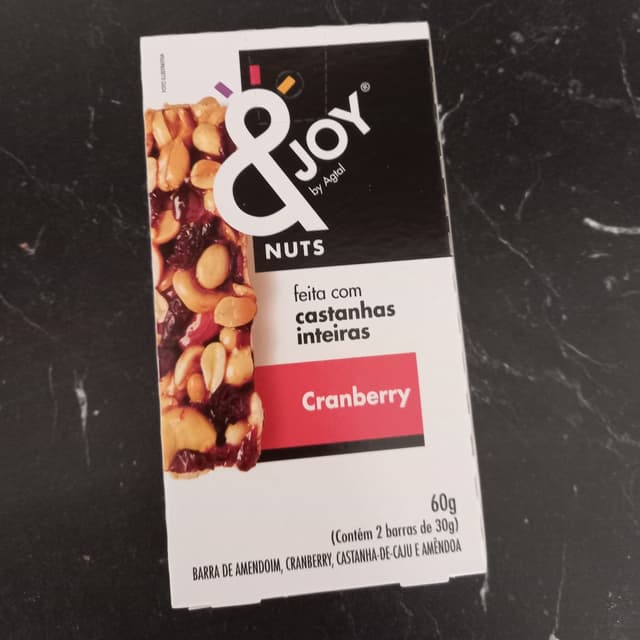 &JOY®
by Agtal
NUTS
feita com
castanhas
inteiras
Cranberry
60g
(Contém 2 barras de 30g)
BARRA DE AMENDOIM, CRANBERRY, CASTANHA-DE-CAJU E AMÊNDOA